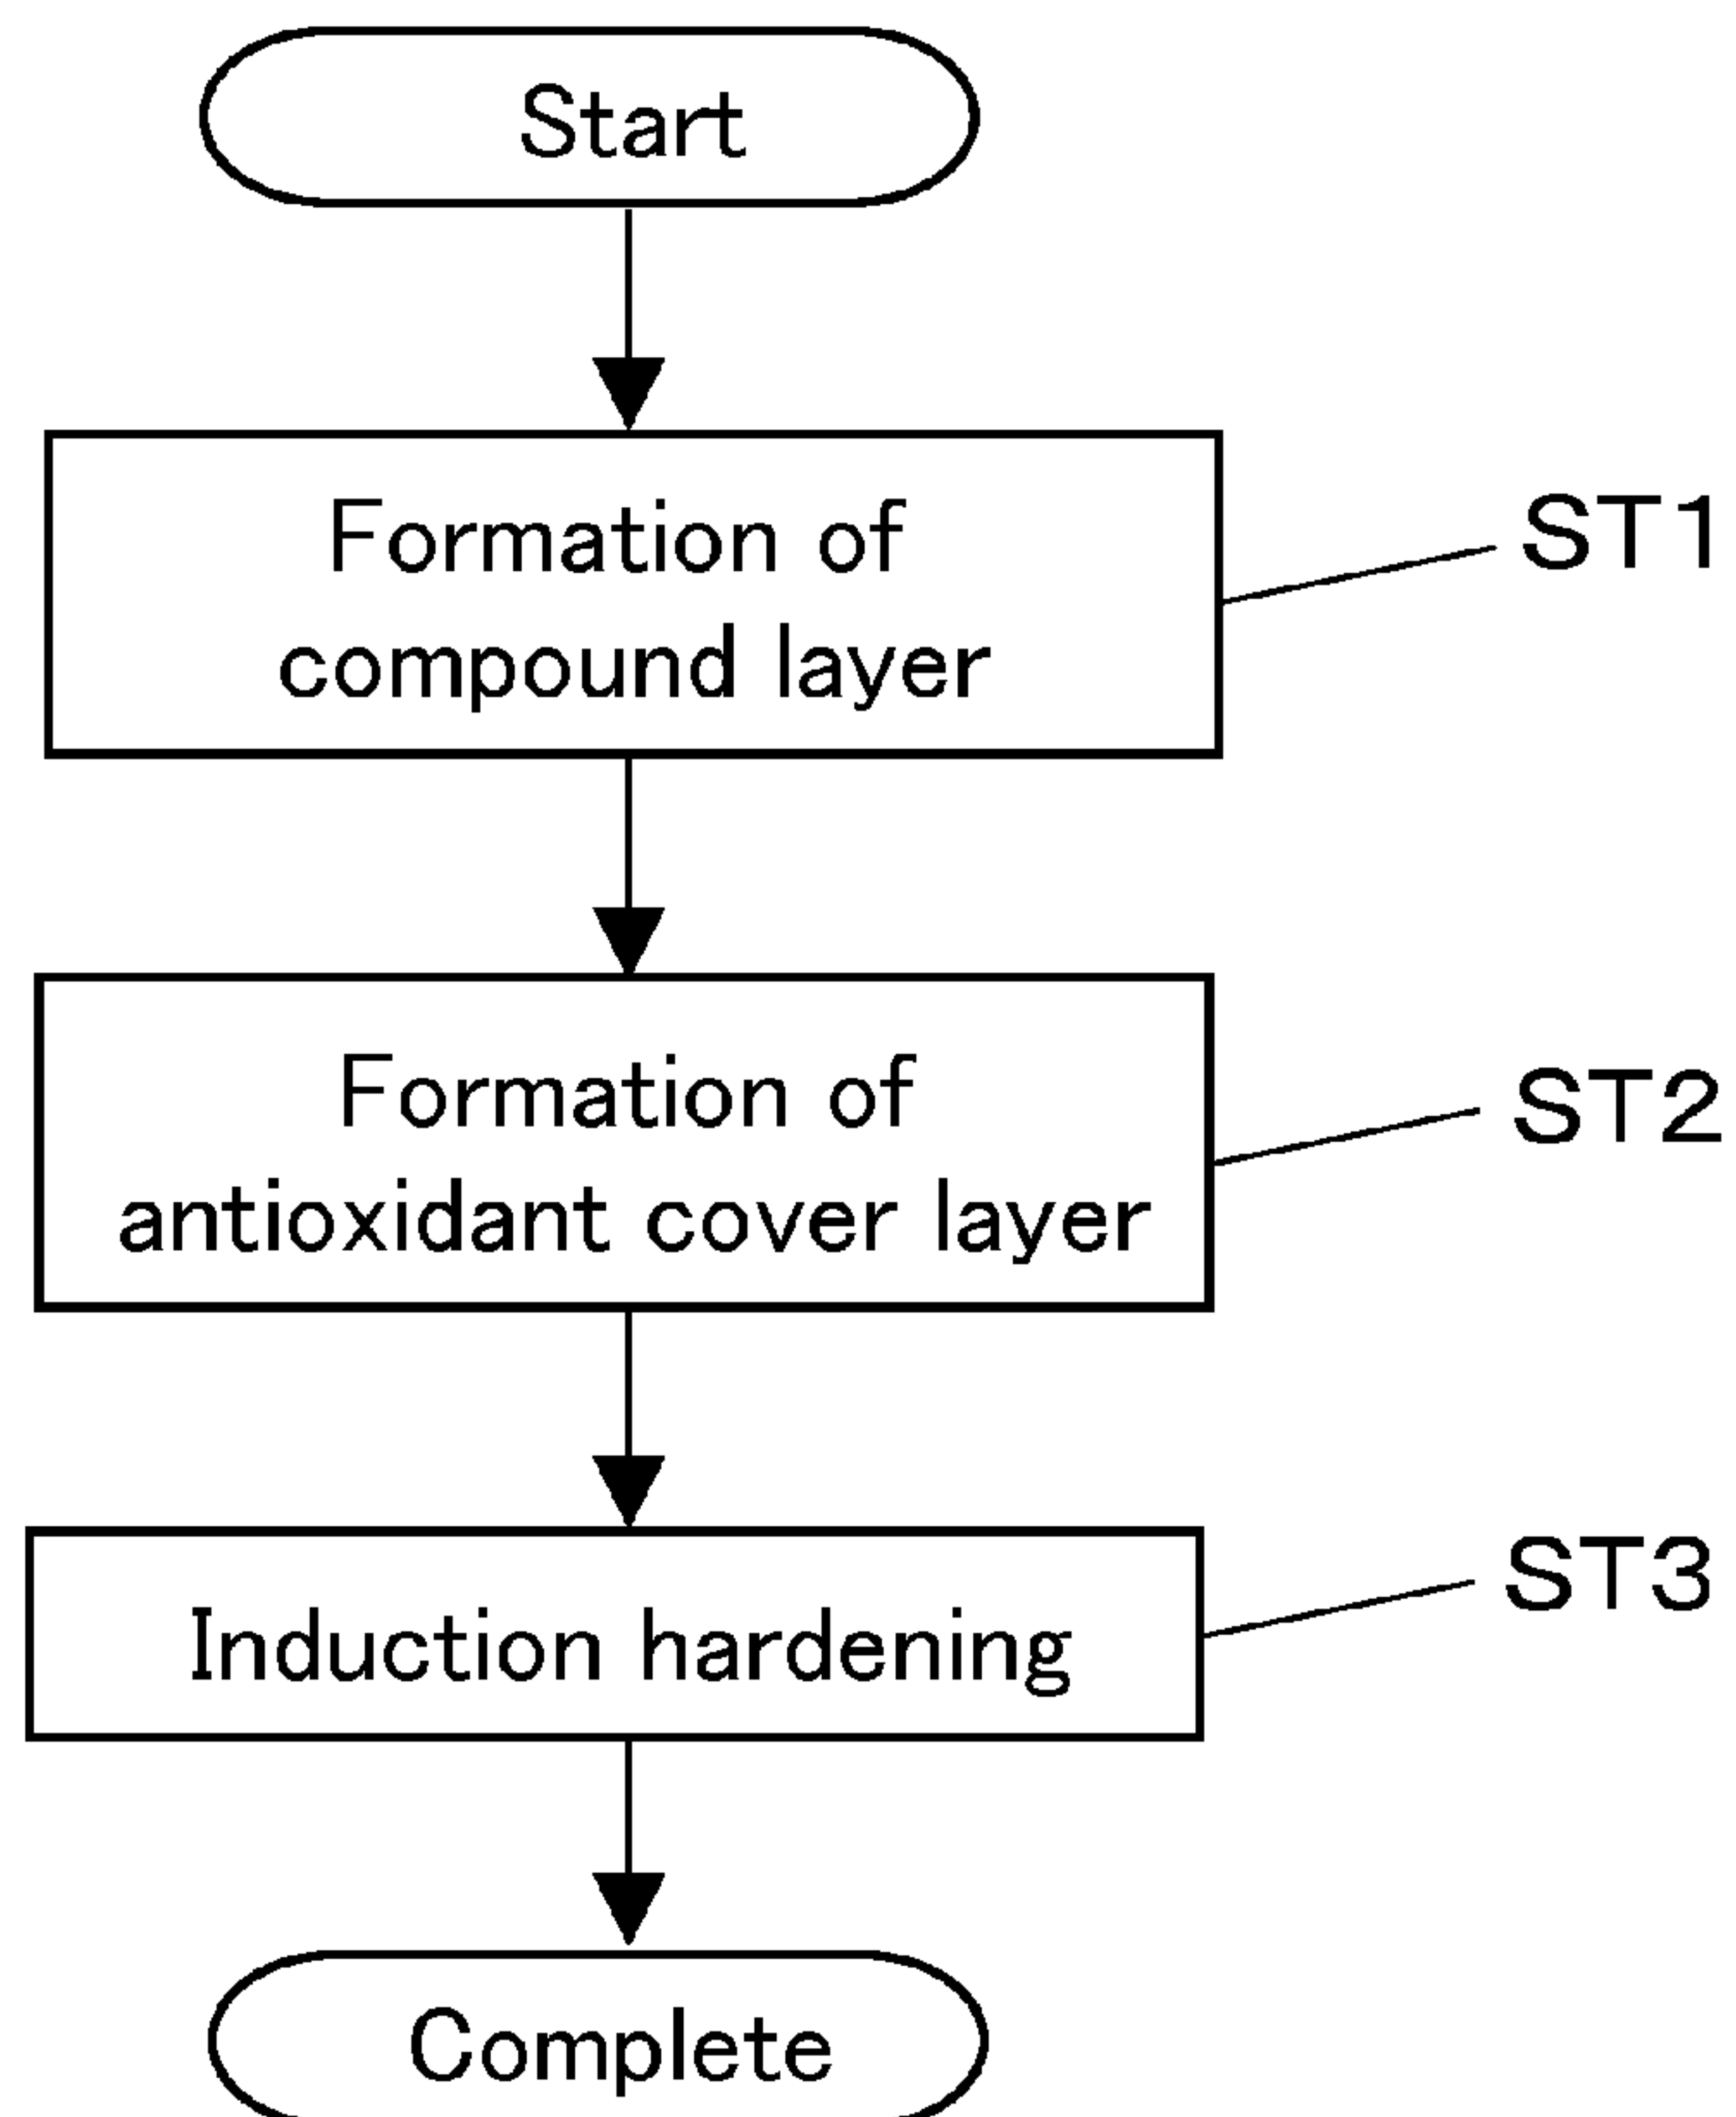 Start
Formation of
compound layer
ST1
Formation of
antioxidant cover layer
ST2
Induction hardening
ST3
Complete